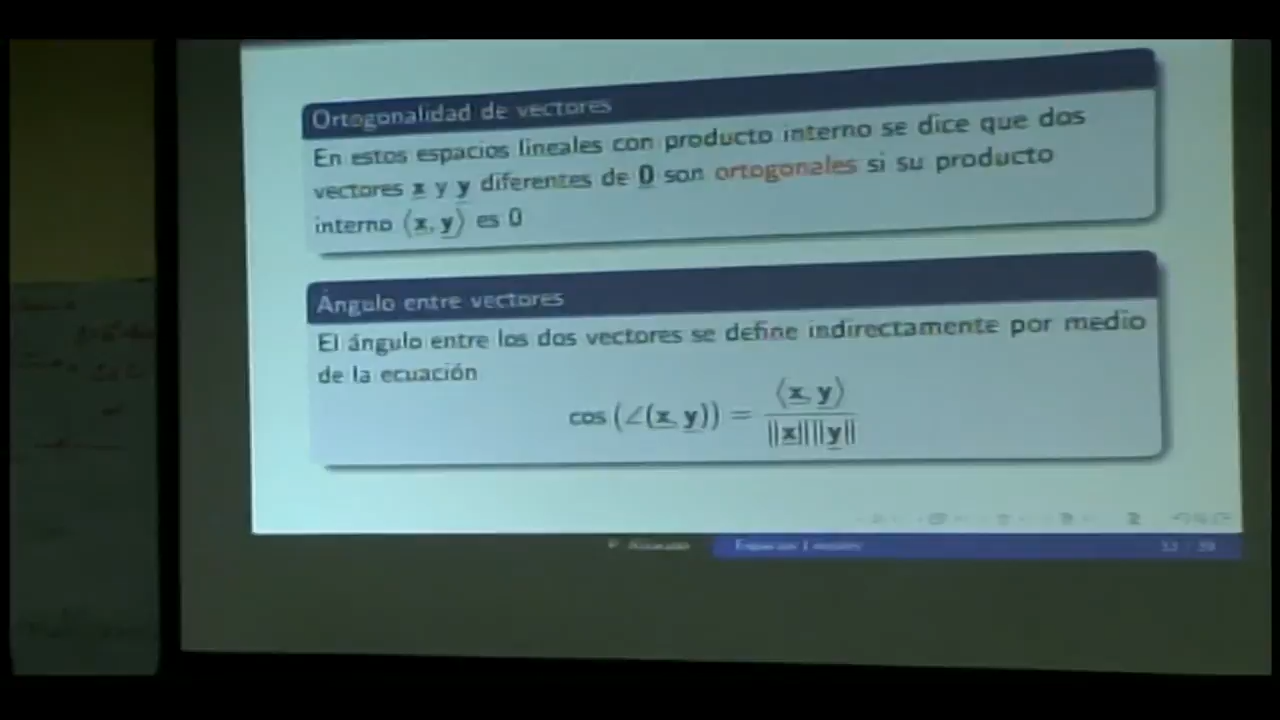 Ortogonalidad de vectores
En estos espacios lineales con producto interno se dice que dos
vectores x y y diferentes de 0 son ortogonales si su producto
interno ⟨x, y⟩ es 0
Ángulo entre vectores
El ángulo entre los dos vectores se define indirectamente por medio
de la ecuación
cos (∠(x, y)) = ⟨x, y⟩ / ||x||||y||